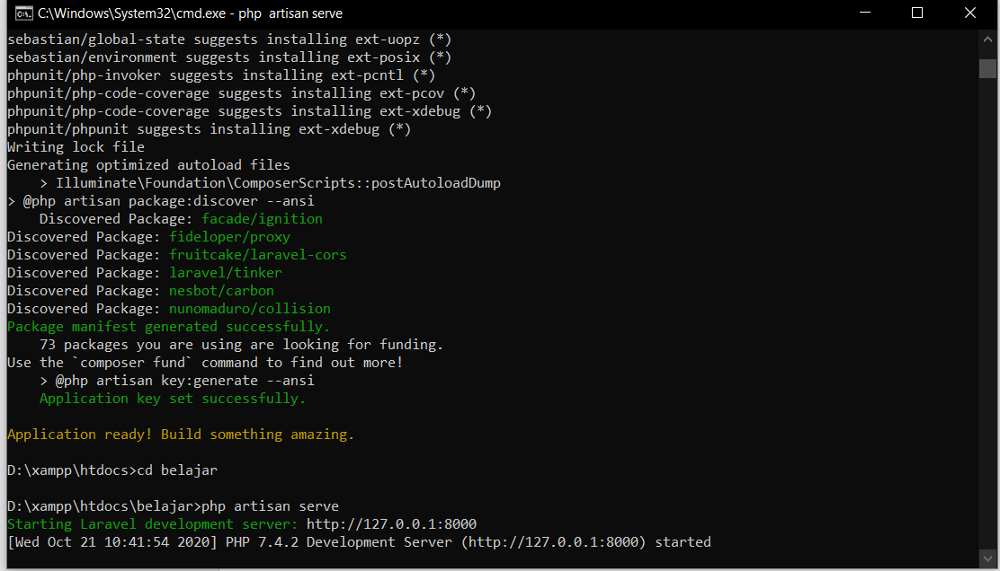 C:\Windows\System32\cmd.exe - php  artisan serve
sebastian/global-state suggests installing ext-uopz (*)
sebastian/environment suggests installing ext-posix (*)
phpunit/php-invoker suggests installing ext-pcntl (*)
phpunit/php-code-coverage suggests installing ext-pcov (*)
phpunit/php-code-coverage suggests installing ext-xdebug (*)
phpunit/phpunit suggests installing ext-xdebug (*)
Writing lock file
Generating optimized autoload files
    > Illuminate\Foundation\ComposerScripts::postAutoloadDump
> @php artisan package:discover --ansi
    Discovered Package: facade/ignition
Discovered Package: fideloper/proxy
Discovered Package: fruitcake/laravel-cors
Discovered Package: laravel/tinker
Discovered Package: nesbot/carbon
Discovered Package: nunomaduro/collision
Package manifest generated successfully.
    73 packages you are using are looking for funding.
Use the `composer fund` command to find out more!
    > @php artisan key:generate --ansi
    Application key set successfully.
Application ready! Build something amazing.
D:\xampp\htdocs>cd belajar
D:\xampp\htdocs\belajar>php artisan serve
Starting Laravel development server: http://127.0.0.1:8000
[Wed Oct 21 10:41:54 2020] PHP 7.4.2 Development Server (http://127.0.0.1:8000) started